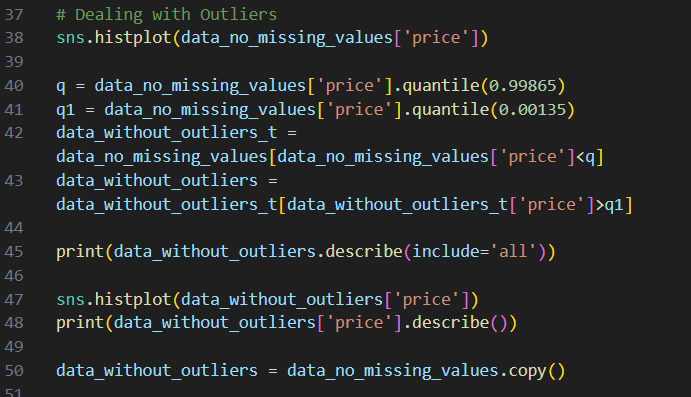 37 # Dealing with Outliers
38 sns.histplot(data_no_missing_values['price'])
39
40 q = data_no_missing_values['price'].quantile(0.99865)
41 q1 = data_no_missing_values['price'].quantile(0.00135)
42 data_without_outliers_t =
data_no_missing_values[data_no_missing_values['price']<q]
43 data_without_outliers =
data_without_outliers_t[data_without_outliers_t['price']>q1]
44
45 print(data_without_outliers.describe(include='all'))
46
47 sns.histplot(data_without_outliers['price'])
48 print(data_without_outliers['price'].describe())
49
50 data_without_outliers = data_no_missing_values.copy()
51